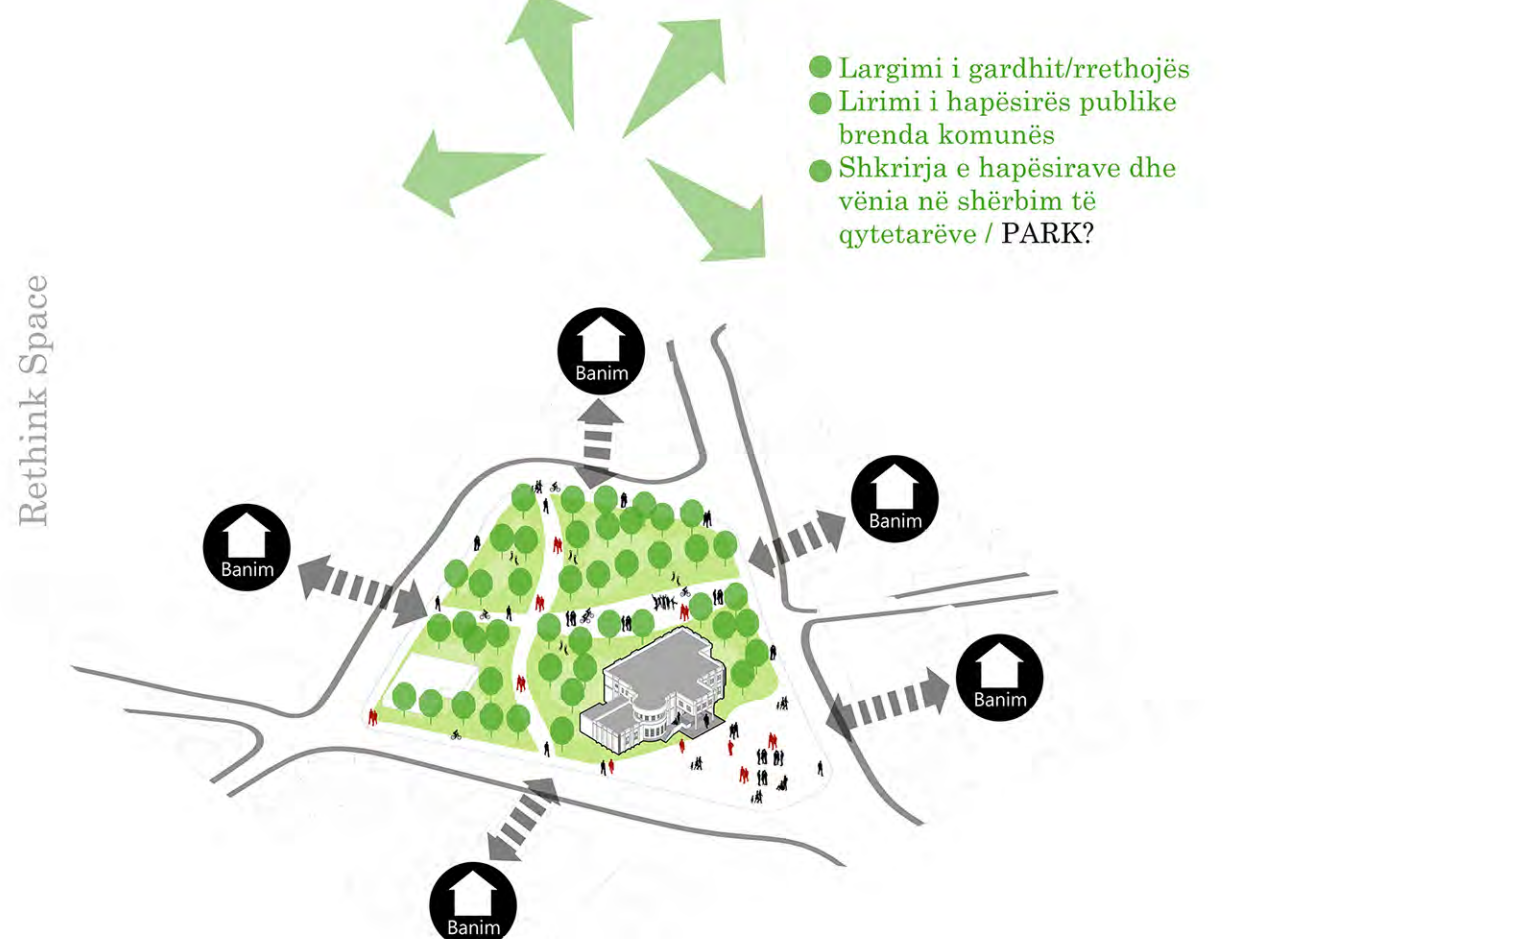 Largimi i gardhit/rrethojës
Lirimi i hapësirës publike
brenda komunës
Shkrirja e hapësirave dhe
vënia në shërbim të
qytetarëve / PARK?
Rethink Space
Banim
Banim
Banim
Banim
Banim